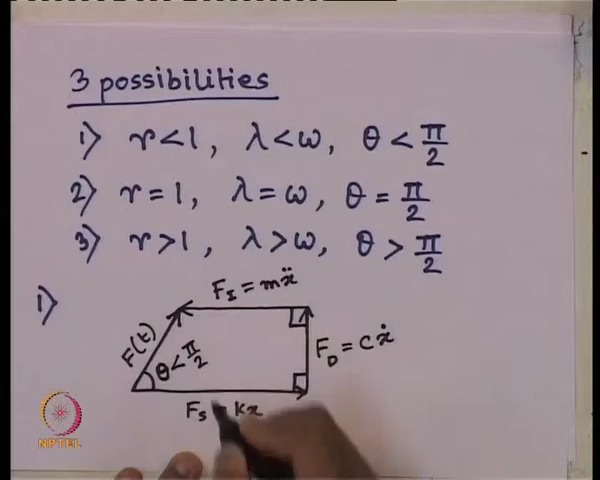 3 possibilities
1) r < 1, λ < ω, θ < π/2
2) r = 1, λ = ω, θ = π/2
3) r > 1, λ > ω, θ > π/2
1)
F_I = mẍ
F(t)
θ < π/2
F_D = cẋ
F_S = kx
NPTEL